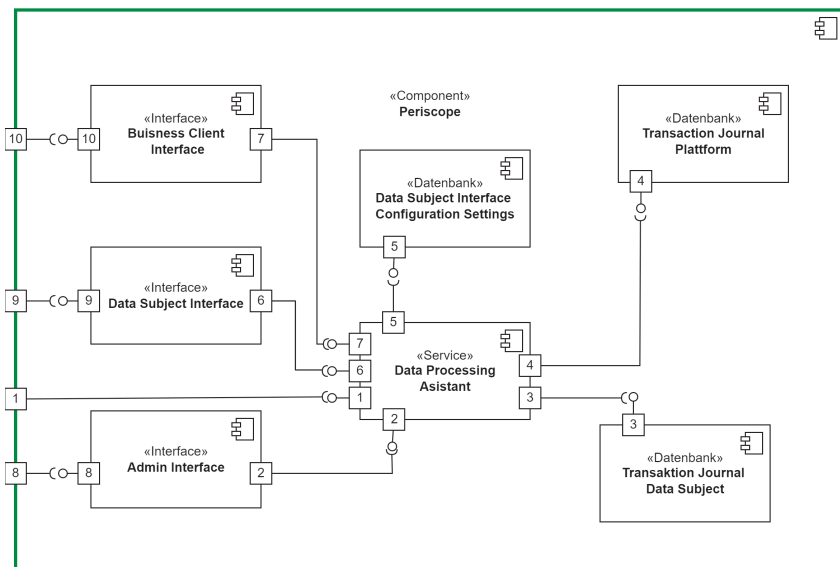 «Component»
Periscope
10
10
«Interface»
Buisness Client
Interface
7
«Datenbank»
Transaction Journal
Plattform
4
«Datenbank»
Data Subject Interface
Configuration Settings
5
9
9
«Interface»
Data Subject Interface
6
5
7
6
1
«Service»
Data Processing
Asistant
4
3
2
1
8
8
«Interface»
Admin Interface
2
3
«Datenbank»
Transaktion Journal
Data Subject